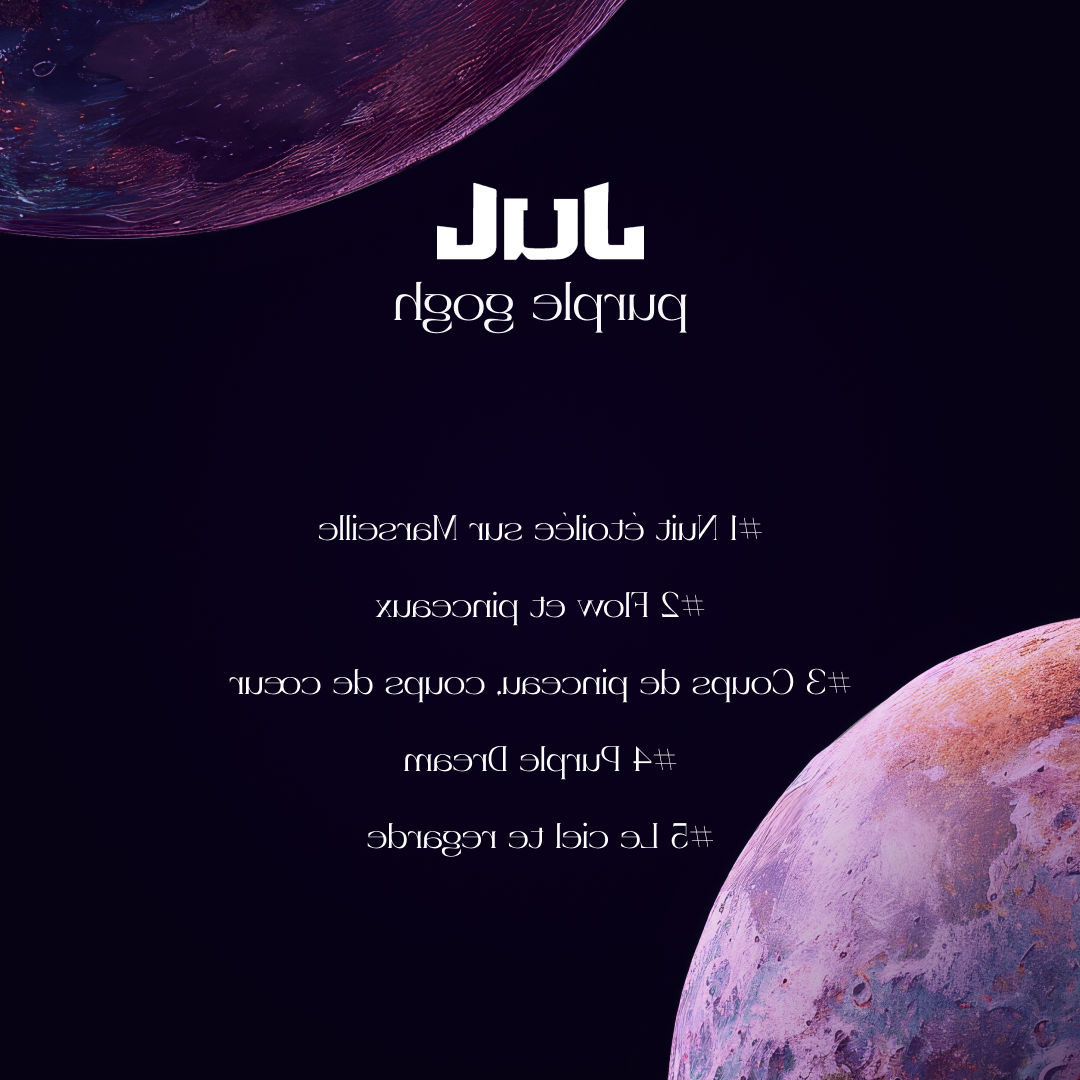 JUL
purple gogh
#1 Nuit étoilée sur Marseille
#2 Flow et pinceaux
#3 Coups de pinceau, coups de cœur
#4 Purple Dream
#5 Le ciel te regarde